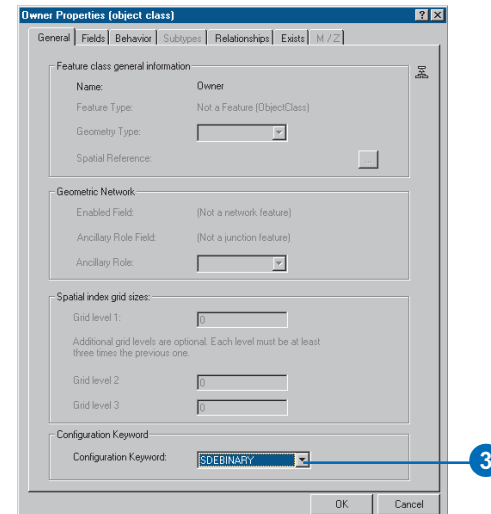 Owner Properties (object class)
General Fields Behavior Subtypes Relationships Exists M / Z
Feature class general information
Name: Owner
Feature Type: Not a Feature (ObjectClass)
Geometry Type:
Spatial Reference: ...
Geometric Network
Enabled Field: (Not a network feature)
Ancillary Role Field: (Not a junction feature)
Ancillary Role:
Spatial index grid sizes:
Grid level 1: 0
Additional grid levels are optional. Each level must be at least
three times the previous one.
Grid level 2 0
Grid level 3 0
Configuration Keyword
Configuration Keyword: SDEBINARY
3
OK Cancel